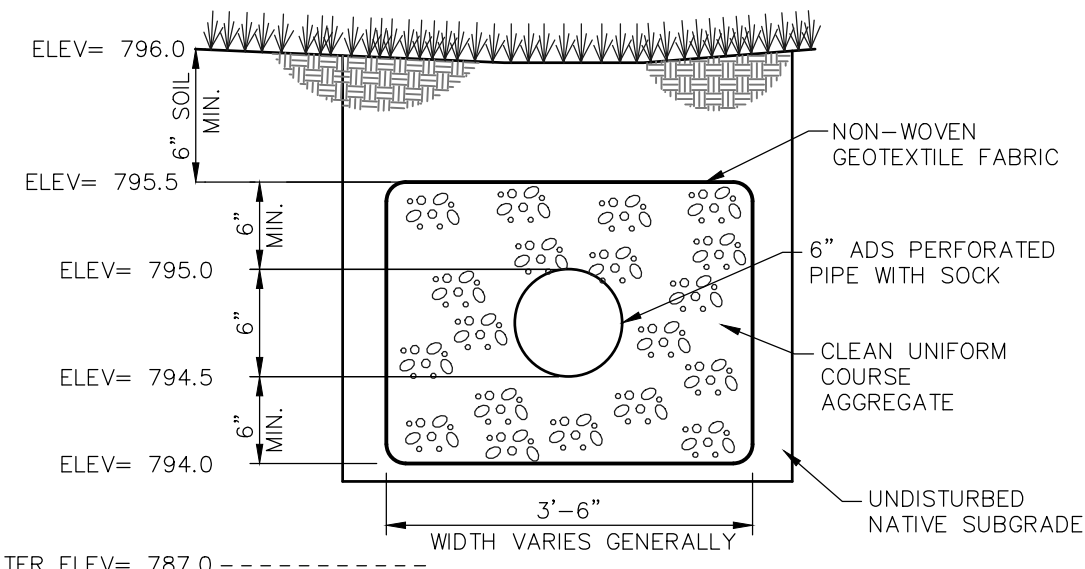 ELEV= 796.0
6" SOIL
MIN.
NON-WOVEN
GEOTEXTILE FABRIC
ELEV= 795.5
6"
MIN.
6" ADS PERFORATED
PIPE WITH SOCK
ELEV= 795.0
6"
CLEAN UNIFORM
COURSE
AGGREGATE
ELEV= 794.5
6"
MIN.
ELEV= 794.0
UNDISTURBED
NATIVE SUBGRADE
3'-6"
WIDTH VARIES GENERALLY
TER ELEV= 787.0